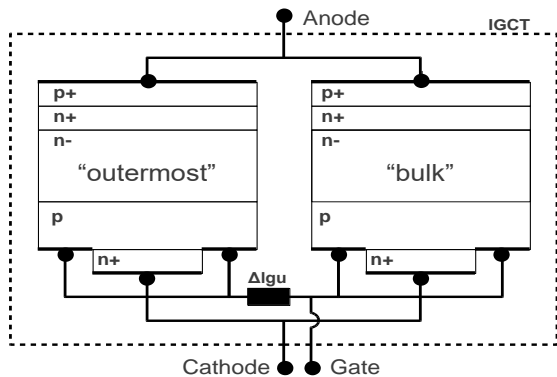 Anode
IGCT
p+ p+
n+ n+
n- n-
“outermost” “bulk”
p p
n+ n+
ΔIgu
Cathode Gate